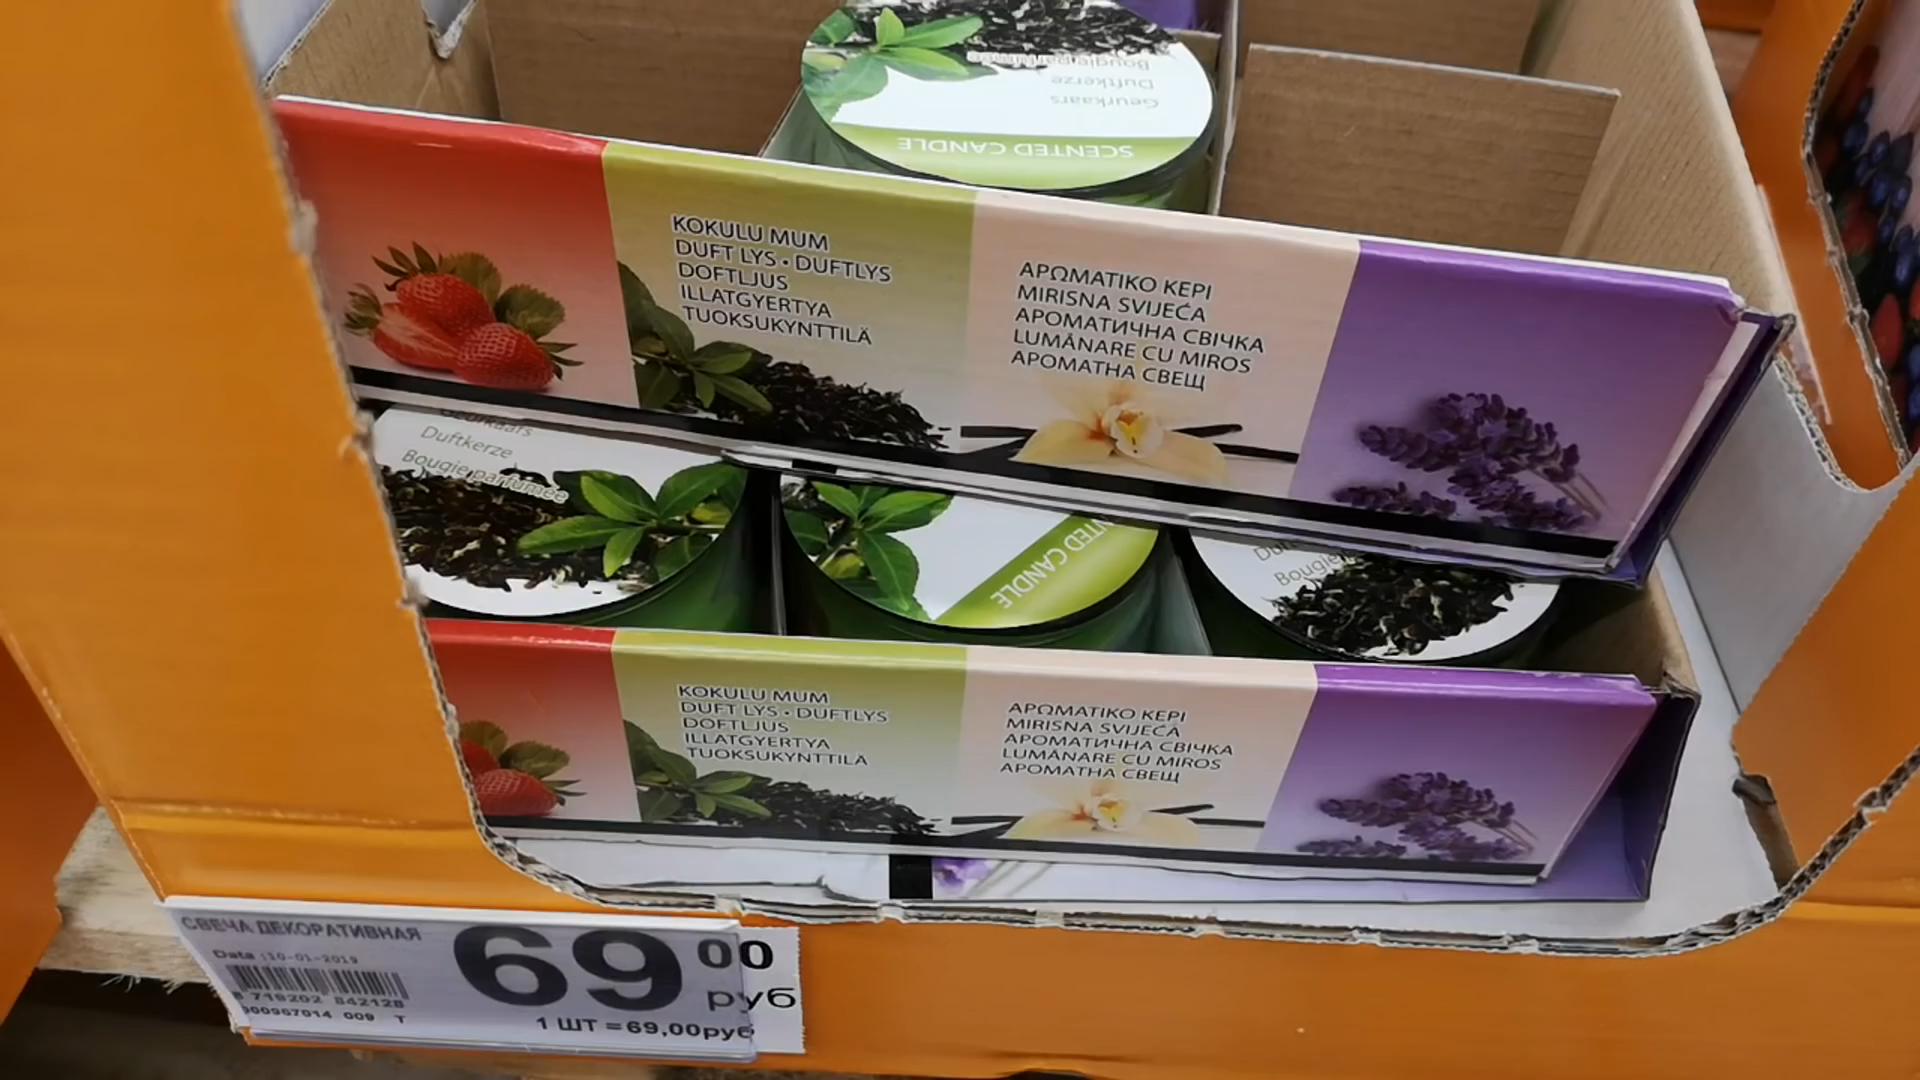 Bougie parfumée
Duftkerze
Geurkaars
SCENTED CANDLE
KOKULU MUM
DUFT LYS • DUFTLYS
DOFTLJUS
ILLATGYERTYA
TUOKSUKYNTTILÄ
ΑΡΩΜΑΤΙΚΟ ΚΕΡΙ
MIRISNA SVIJEĆA
АРОМАТИЧНА СВІЧКА
LUMÂNARE CU MIROS
АРОМАТНА СВЕЩ
Geurkaars
Duftkerze
Bougie parfumée
CANDLE
Bougie
KOKULU MUM
DUFT LYS • DUFTLYS
DOFTLJUS
ILLATGYERTYA
TUOKSUKYNTTILÄ
ΑΡΩΜΑΤΙΚΟ ΚΕΡΙ
MIRISNA SVIJEĆA
АРОМАТИЧНА СВІЧКА
LUMÂNARE CU MIROS
АРОМАТНА СВЕЩ
СВЕЧА ДЕКОРАТИВНАЯ
Data :10-01-2019
69 00
руб
718202 842128
009 T
1 ШТ =69,00руб